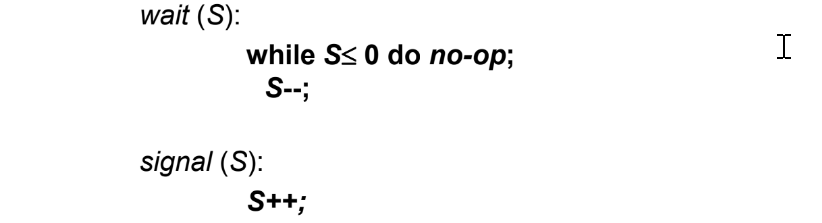 wait (S):
while S≤ 0 do no-op;
S--;
signal (S):
S++;